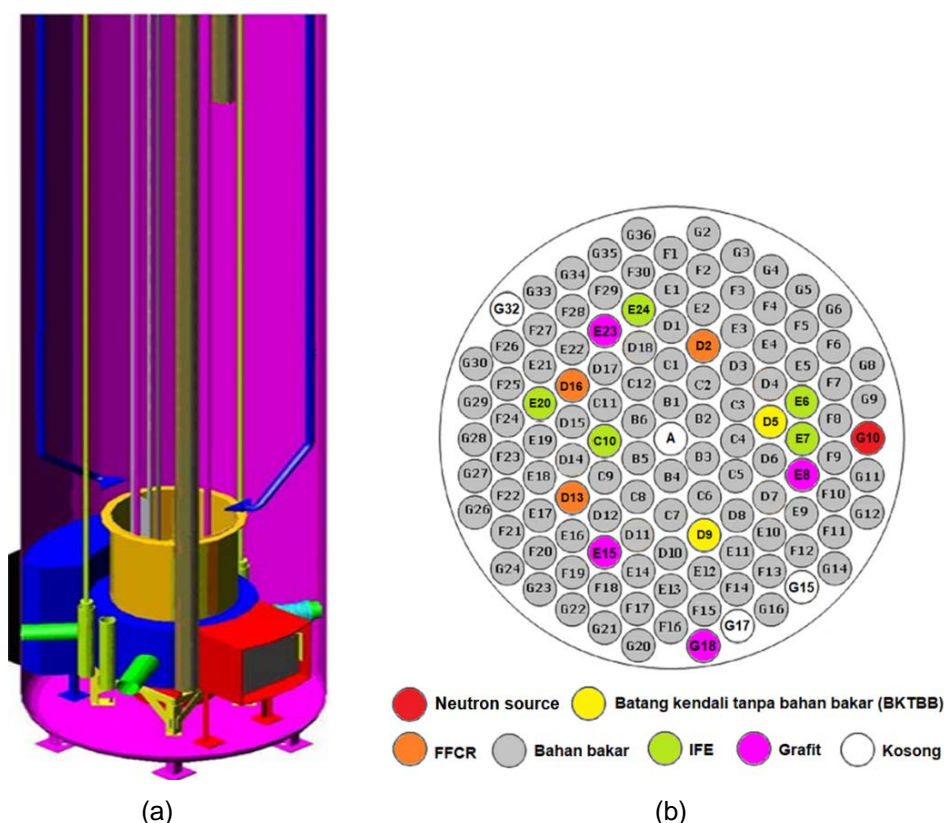 G36 G2
G35 F1 G3
G34 F30 F2 G4
G33 F29 E1 F3 G5
G32 F28 E24 E2 F4 G6
F27 E23 D1 E3 F5
F26 E22 D18 D2 E4 F6
G30 E21 D17 C1 D3 E5 G8
F25 D16 C12 C2 D4 F7
G29 E20 C11 B1 C3 E6 G9
F24 D15 B6 B2 D5 F8
G28 E19 C10 A C4 E7 G10
F23 D14 B5 B3 D6 F9
G27 E18 C9 B4 C5 E8 G11
F22 D13 C8 C6 D7 F10
G26 E17 D12 C7 D8 E9 G12
F21 E16 D11 D9 E10 F11
F20 E15 D10 E11 F12
G24 F19 E14 E12 F13 G14
G23 F18 E13 F14 G15
G22 F17 F15 G16
G21 F16 G17
G20 G18
Neutron source Batang kendali tanpa bahan bakar (BKTBB)
FFCR Bahan bakar IFE Grafit Kosong
(a) (b)